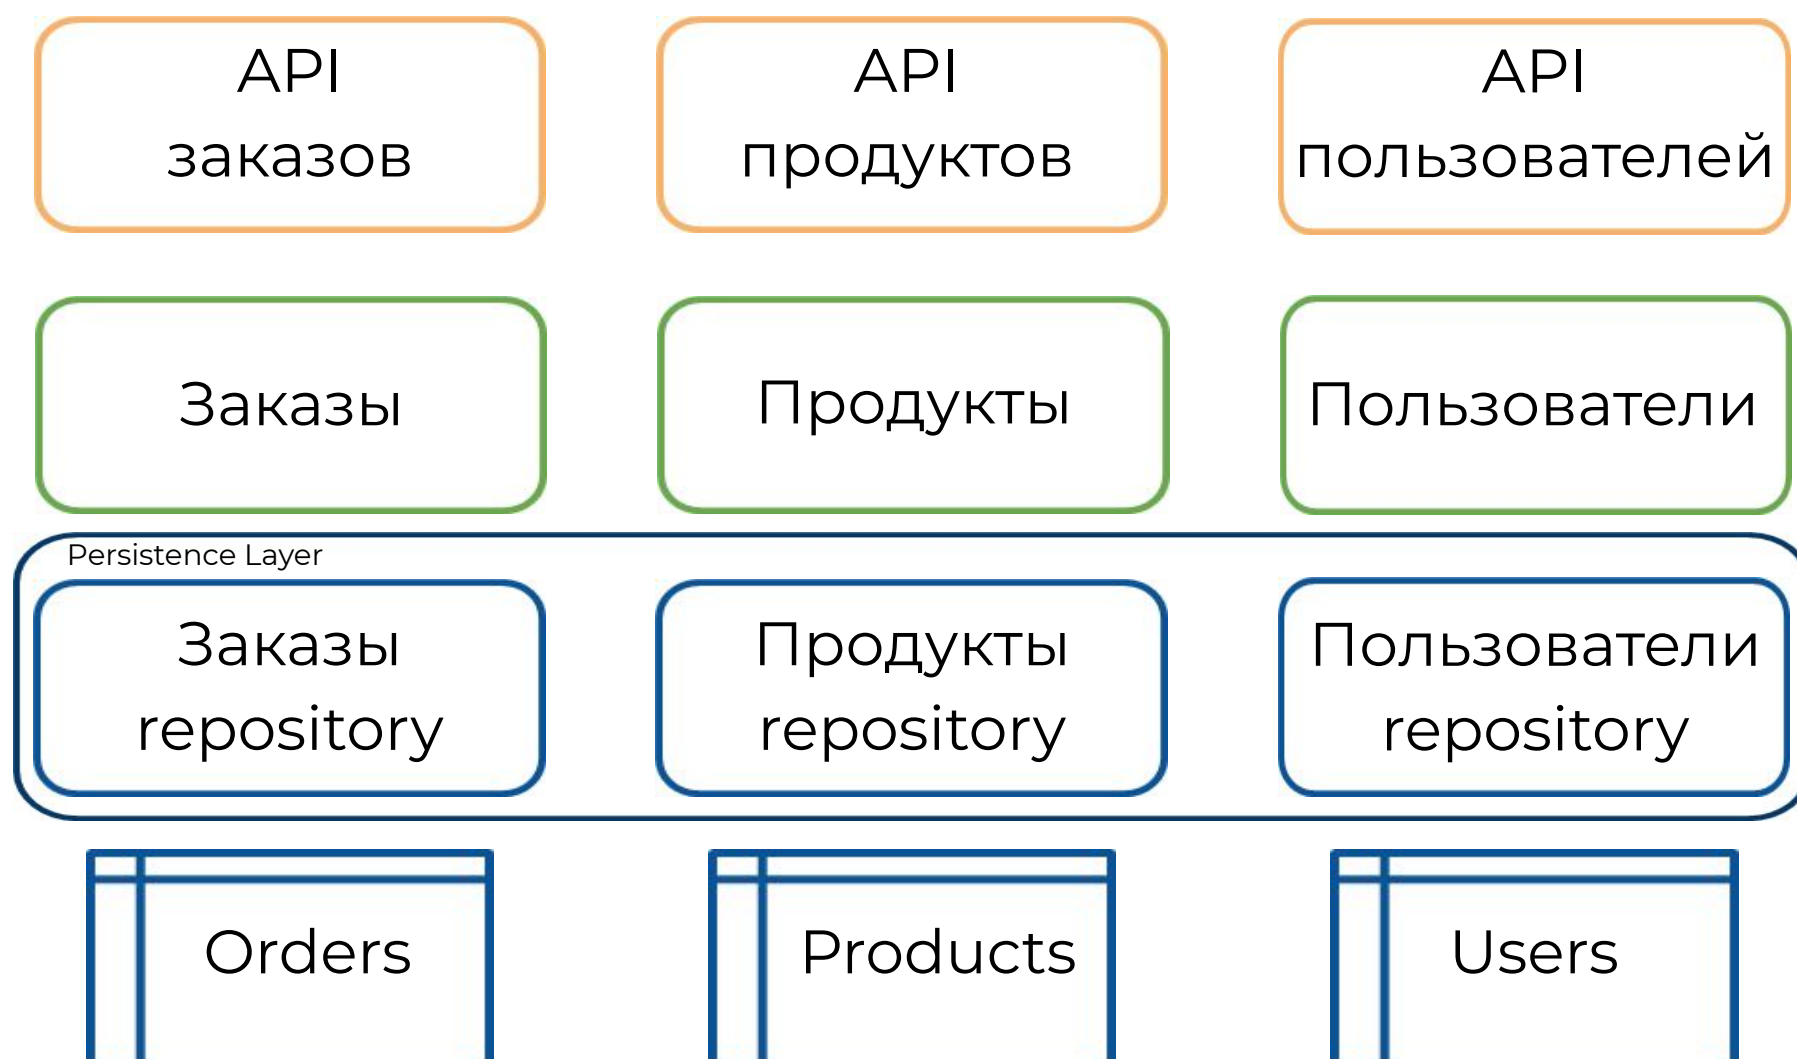 API
заказов
API
продуктов
API
пользователей
Заказы
Продукты
Пользователи
Persistence Layer
Заказы
repository
Продукты
repository
Пользователи
repository
Orders
Products
Users